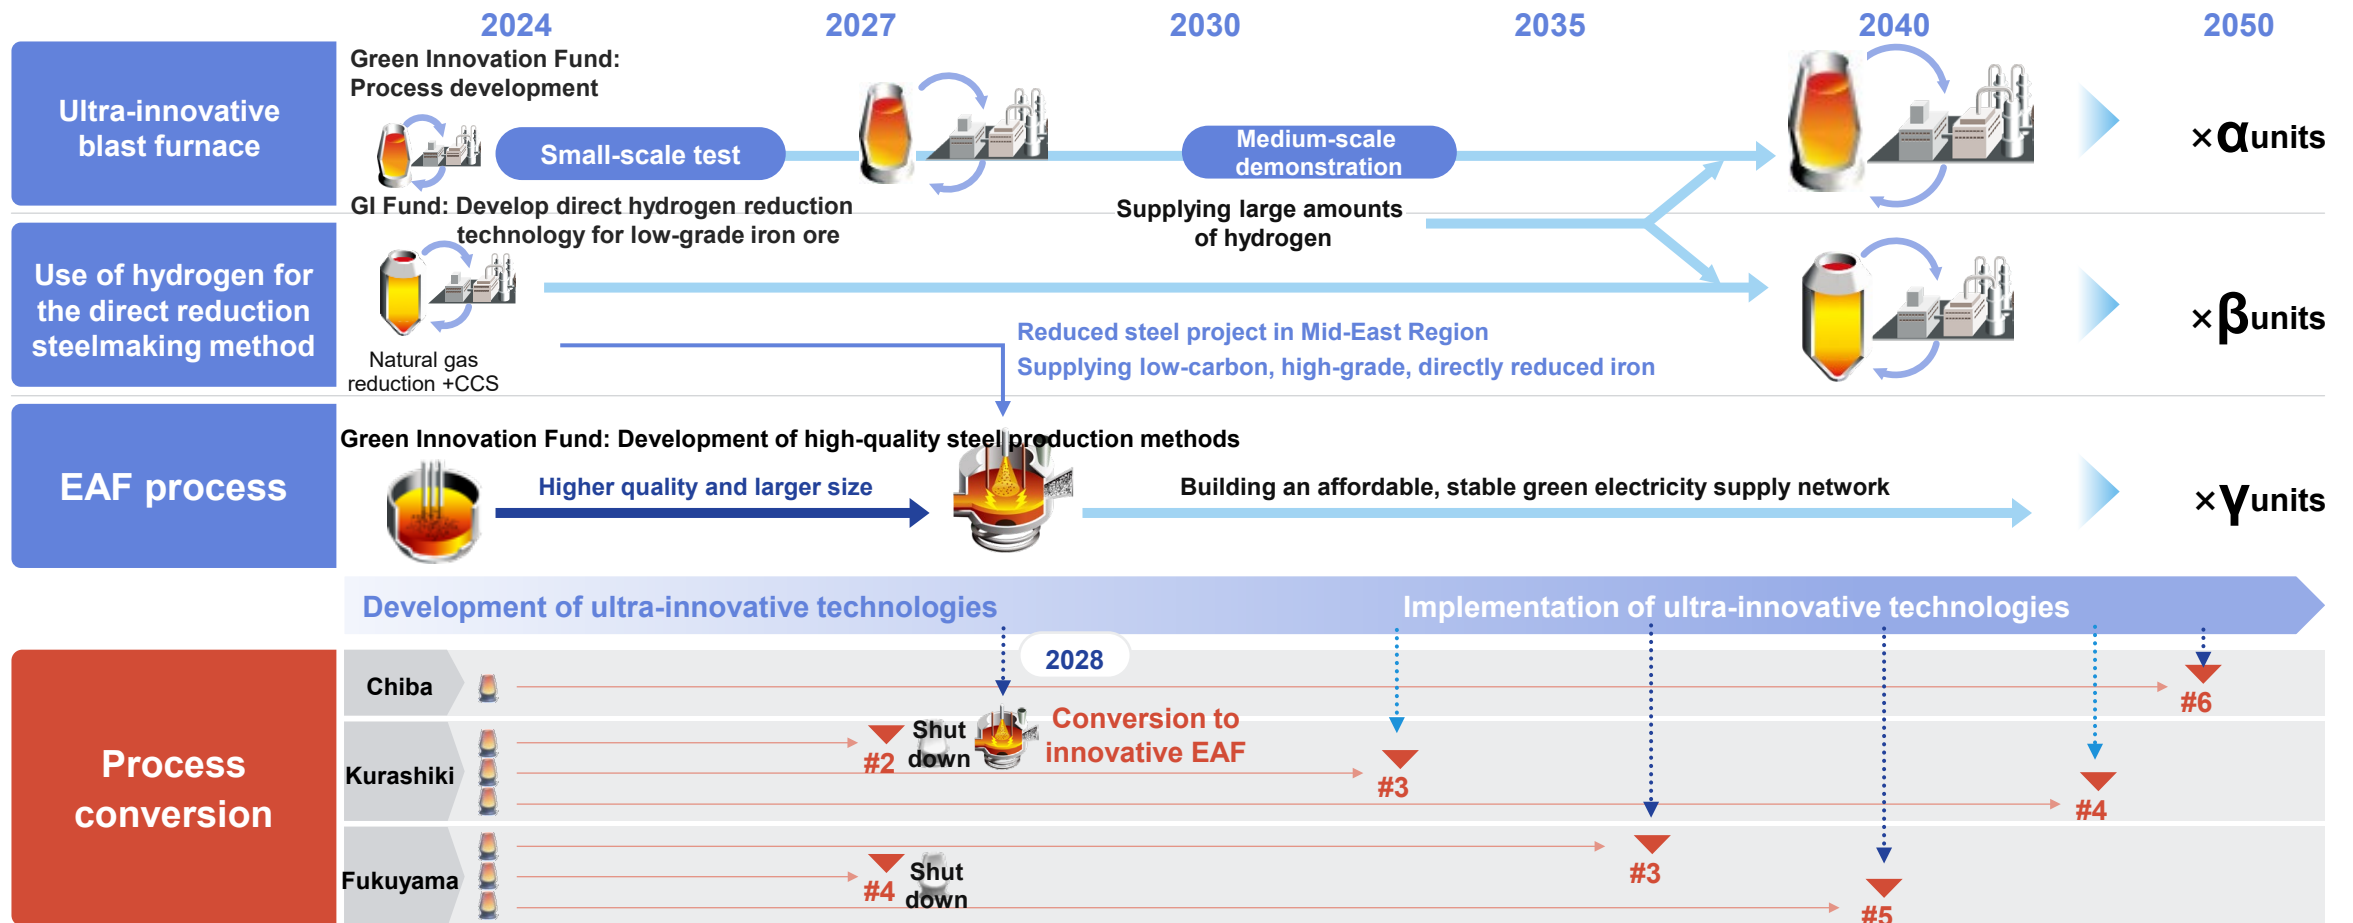 2024
2027
2030
2035
2040
2050
Ultra-innovative
blast furnace
Green Innovation Fund:
Process development
Small-scale test
Medium-scale
demonstration
×αunits
Use of hydrogen for
the direct reduction
steelmaking method
GI Fund: Develop direct hydrogen reduction
technology for low-grade iron ore
Supplying large amounts
of hydrogen
Natural gas
reduction +CCS
Reduced steel project in Mid-East Region
Supplying low-carbon, high-grade, directly reduced iron
×βunits
EAF process
Green Innovation Fund: Development of high-quality steel production methods
Higher quality and larger size
Building an affordable, stable green electricity supply network
×γunits
Development of ultra-innovative technologies
Implementation of ultra-innovative technologies
Process
conversion
2028
Chiba
#6
Kurashiki
#2
Shut
down
Conversion to
innovative EAF
#3
#4
Fukuyama
#4
Shut
down
#3
#5